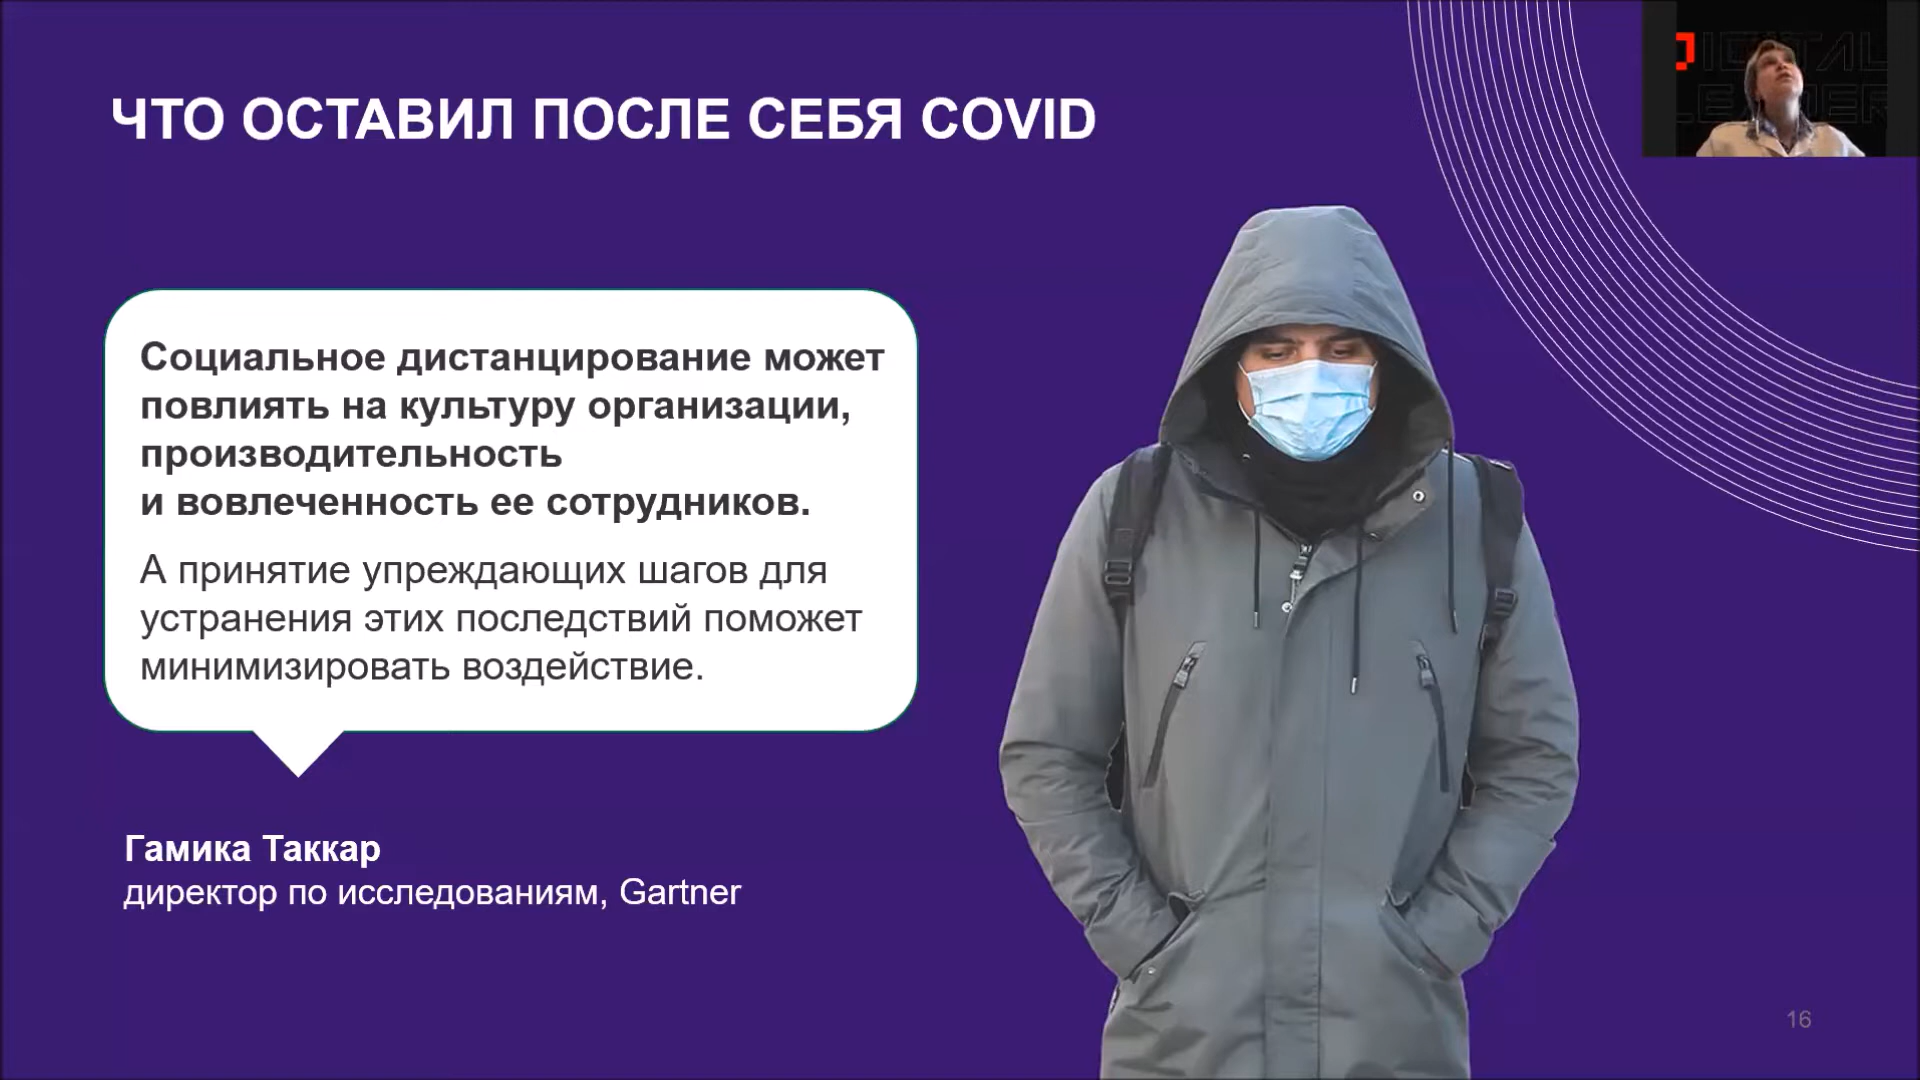 ЧТО ОСТАВИЛ ПОСЛЕ СЕБЯ COVID
Социальное дистанцирование может
повлиять на культуру организации,
производительность
и вовлеченность ее сотрудников.
А принятие упреждающих шагов для
устранения этих последствий поможет
минимизировать воздействие.
Гамика Таккар
директор по исследованиям, Gartner
16